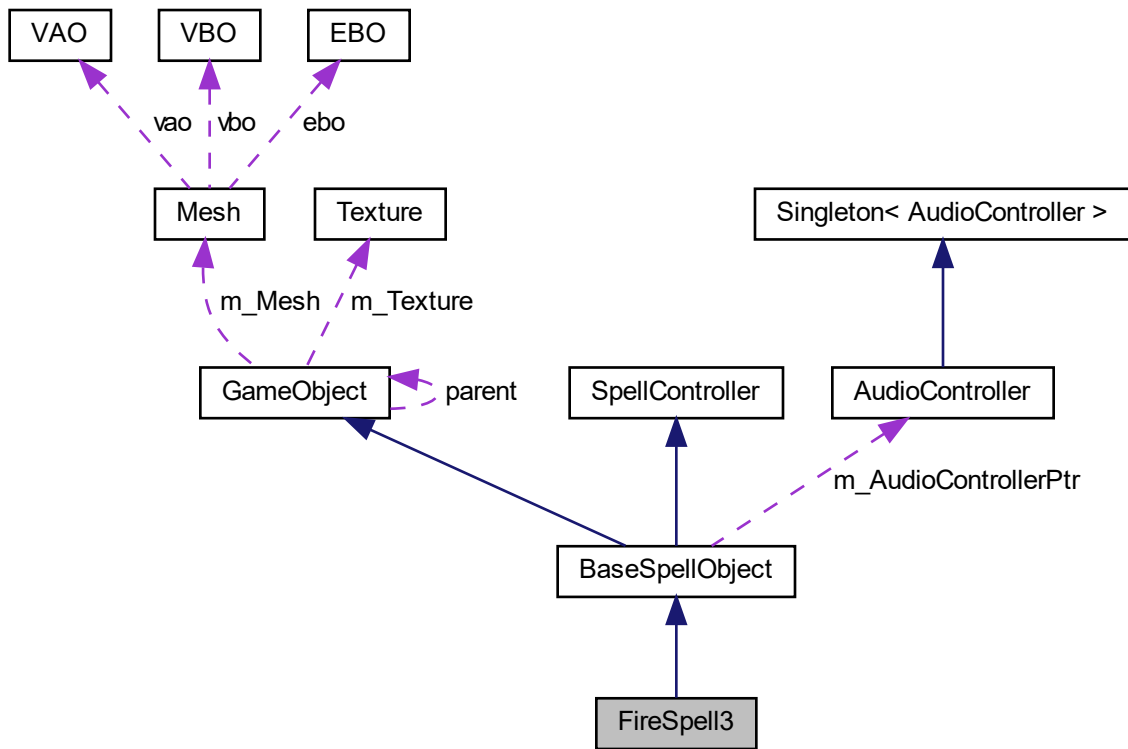 VAO
VBO
EBO
vao
vbo
ebo
Mesh
Texture
Singleton< AudioController >
m_Mesh
m_Texture
GameObject
parent
SpellController
AudioController
m_AudioControllerPtr
BaseSpellObject
FireSpell3